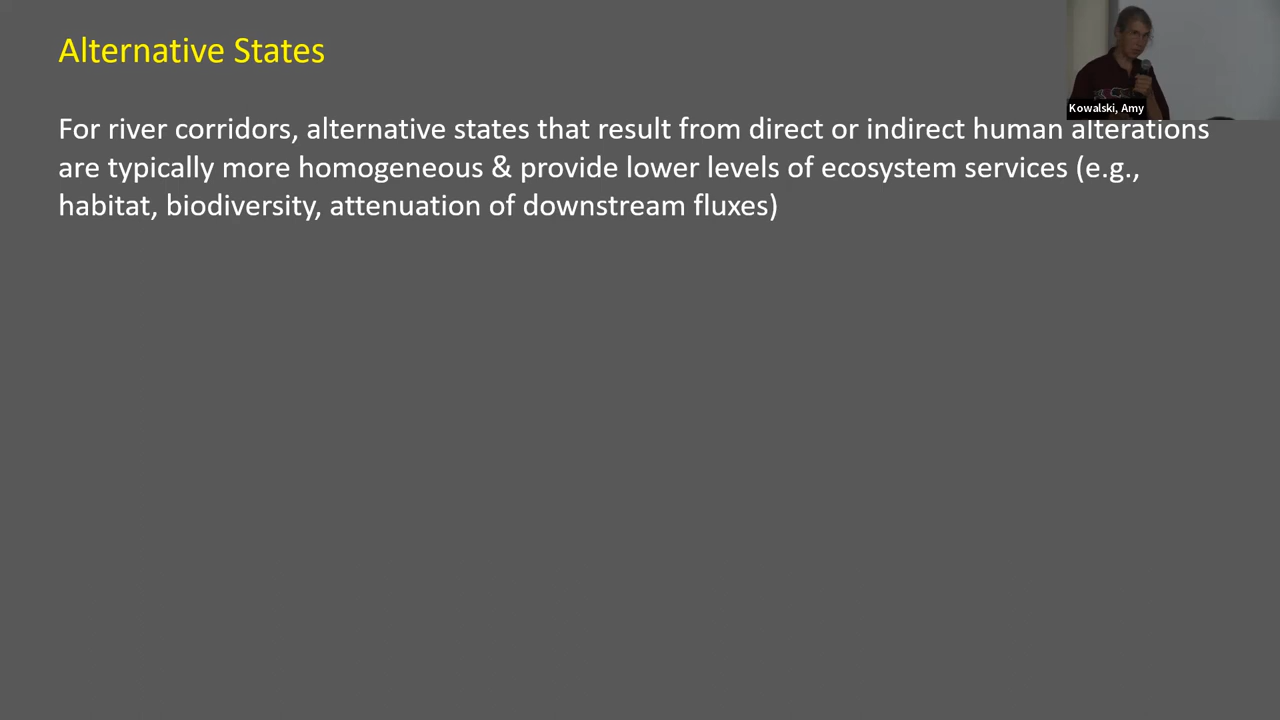 Alternative States
Kowalski, Amy
For river corridors, alternative states that result from direct or indirect human alterations
are typically more homogeneous & provide lower levels of ecosystem services (e.g.,
habitat, biodiversity, attenuation of downstream fluxes)